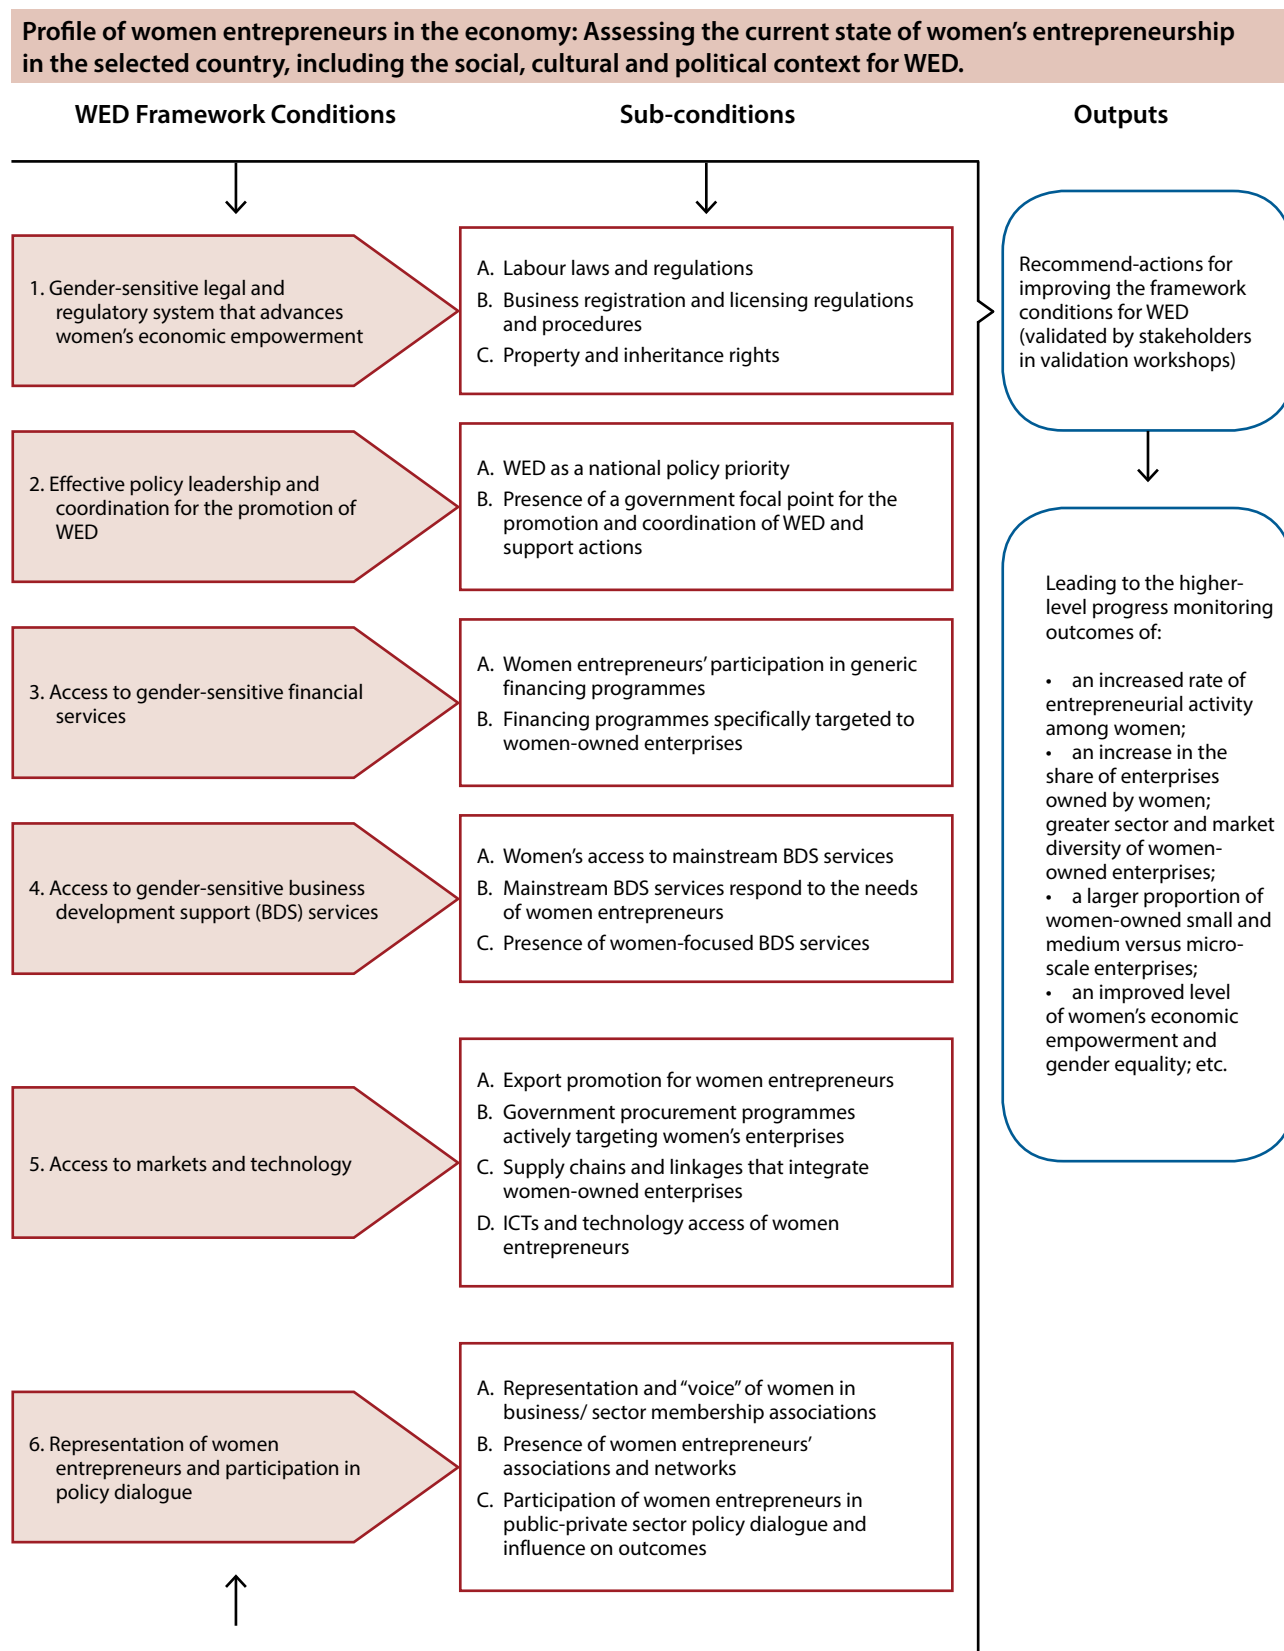 Profile of women entrepreneurs in the economy: Assessing the current state of women’s entrepreneurship
in the selected country, including the social, cultural and political context for WED.
WED Framework Conditions
Sub-conditions
Outputs
1. Gender-sensitive legal and
regulatory system that advances
women’s economic empowerment
A. Labour laws and regulations
B. Business registration and licensing regulations
and procedures
C. Property and inheritance rights
2. Effective policy leadership and
coordination for the promotion of
WED
A. WED as a national policy priority
B. Presence of a government focal point for the
promotion and coordination of WED and
support actions
3. Access to gender-sensitive financial
services
A. Women entrepreneurs’ participation in generic
financing programmes
B. Financing programmes specifically targeted to
women-owned enterprises
4. Access to gender-sensitive business
development support (BDS) services
A. Women’s access to mainstream BDS services
B. Mainstream BDS services respond to the needs
of women entrepreneurs
C. Presence of women-focused BDS services
5. Access to markets and technology
A. Export promotion for women entrepreneurs
B. Government procurement programmes
actively targeting women’s enterprises
C. Supply chains and linkages that integrate
women-owned enterprises
D. ICTs and technology access of women
entrepreneurs
6. Representation of women
entrepreneurs and participation in
policy dialogue
A. Representation and “voice” of women in
business/ sector membership associations
B. Presence of women entrepreneurs’
associations and networks
C. Participation of women entrepreneurs in
public-private sector policy dialogue and
influence on outcomes
Recommend-actions for
improving the framework
conditions for WED
(validated by stakeholders
in validation workshops)
Leading to the higher-
level progress monitoring
outcomes of:
• an increased rate of
entrepreneurial activity
among women;
• an increase in the
share of enterprises
owned by women;
greater sector and market
diversity of women-
owned enterprises;
• a larger proportion of
women-owned small and
medium versus micro-
scale enterprises;
• an improved level
of women’s economic
empowerment and
gender equality; etc.